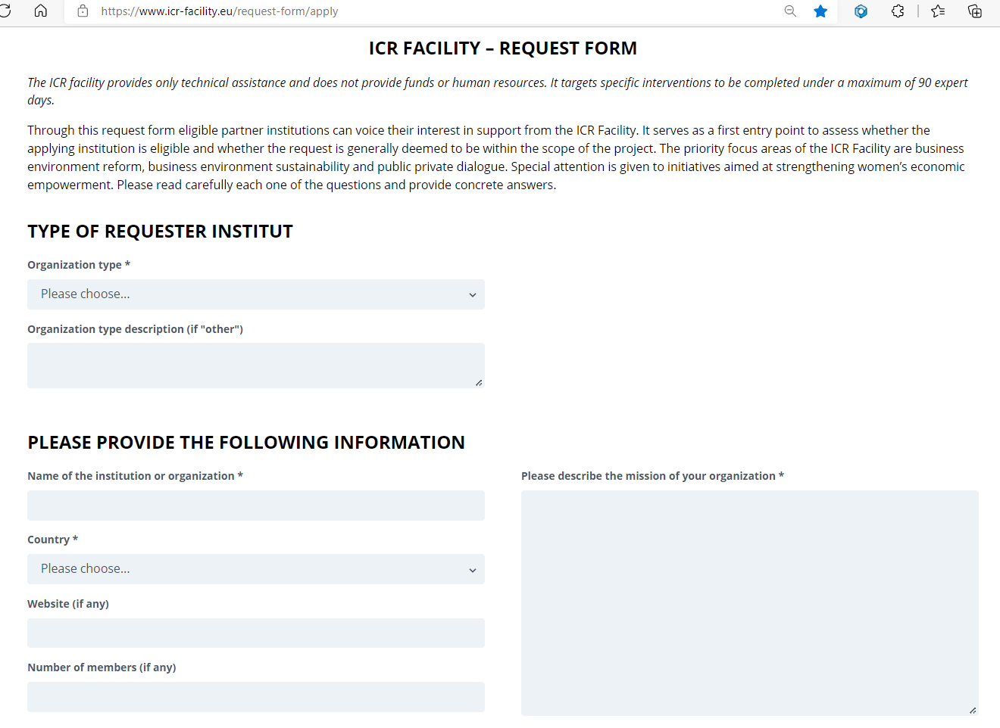 https://www.icr-facility.eu/request-form/apply
ICR FACILITY – REQUEST FORM
The ICR facility provides only technical assistance and does not provide funds or human resources. It targets specific interventions to be completed under a maximum of 90 expert
days.
Through this request form eligible partner institutions can voice their interest in support from the ICR Facility. It serves as a first entry point to assess whether the
applying institution is eligible and whether the request is generally deemed to be within the scope of the project. The priority focus areas of the ICR Facility are business
environment reform, business environment sustainability and public private dialogue. Special attention is given to initiatives aimed at strengthening women’s economic
empowerment. Please read carefully each one of the questions and provide concrete answers.
TYPE OF REQUESTER INSTITUT
Organization type *
Please choose...
Organization type description (if "other")
PLEASE PROVIDE THE FOLLOWING INFORMATION
Name of the institution or organization *
Country *
Please choose...
Website (if any)
Number of members (if any)
Please describe the mission of your organization *